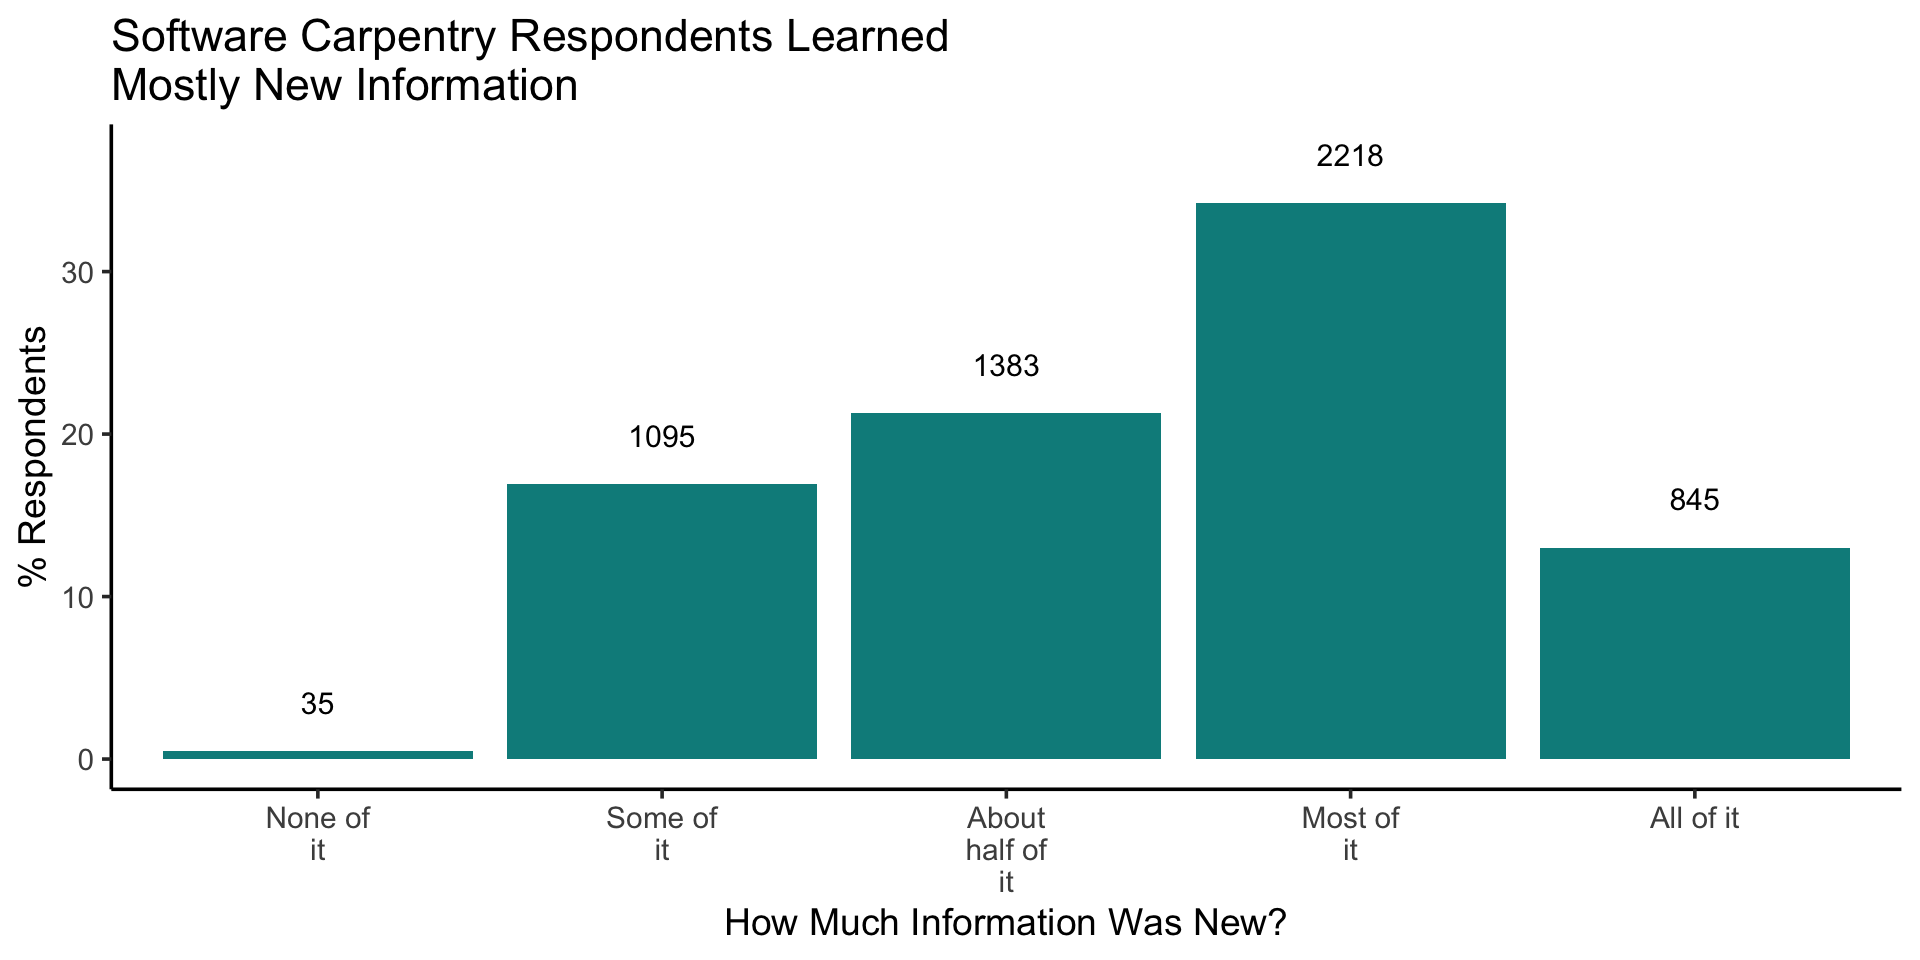 Software Carpentry Respondents Learned
Mostly New Information
2218
30
1383
% Respondents
20
1095
845
10
35
0
None of
it
Some of
it
About
half of
it
Most of
it
All of it
How Much Information Was New?